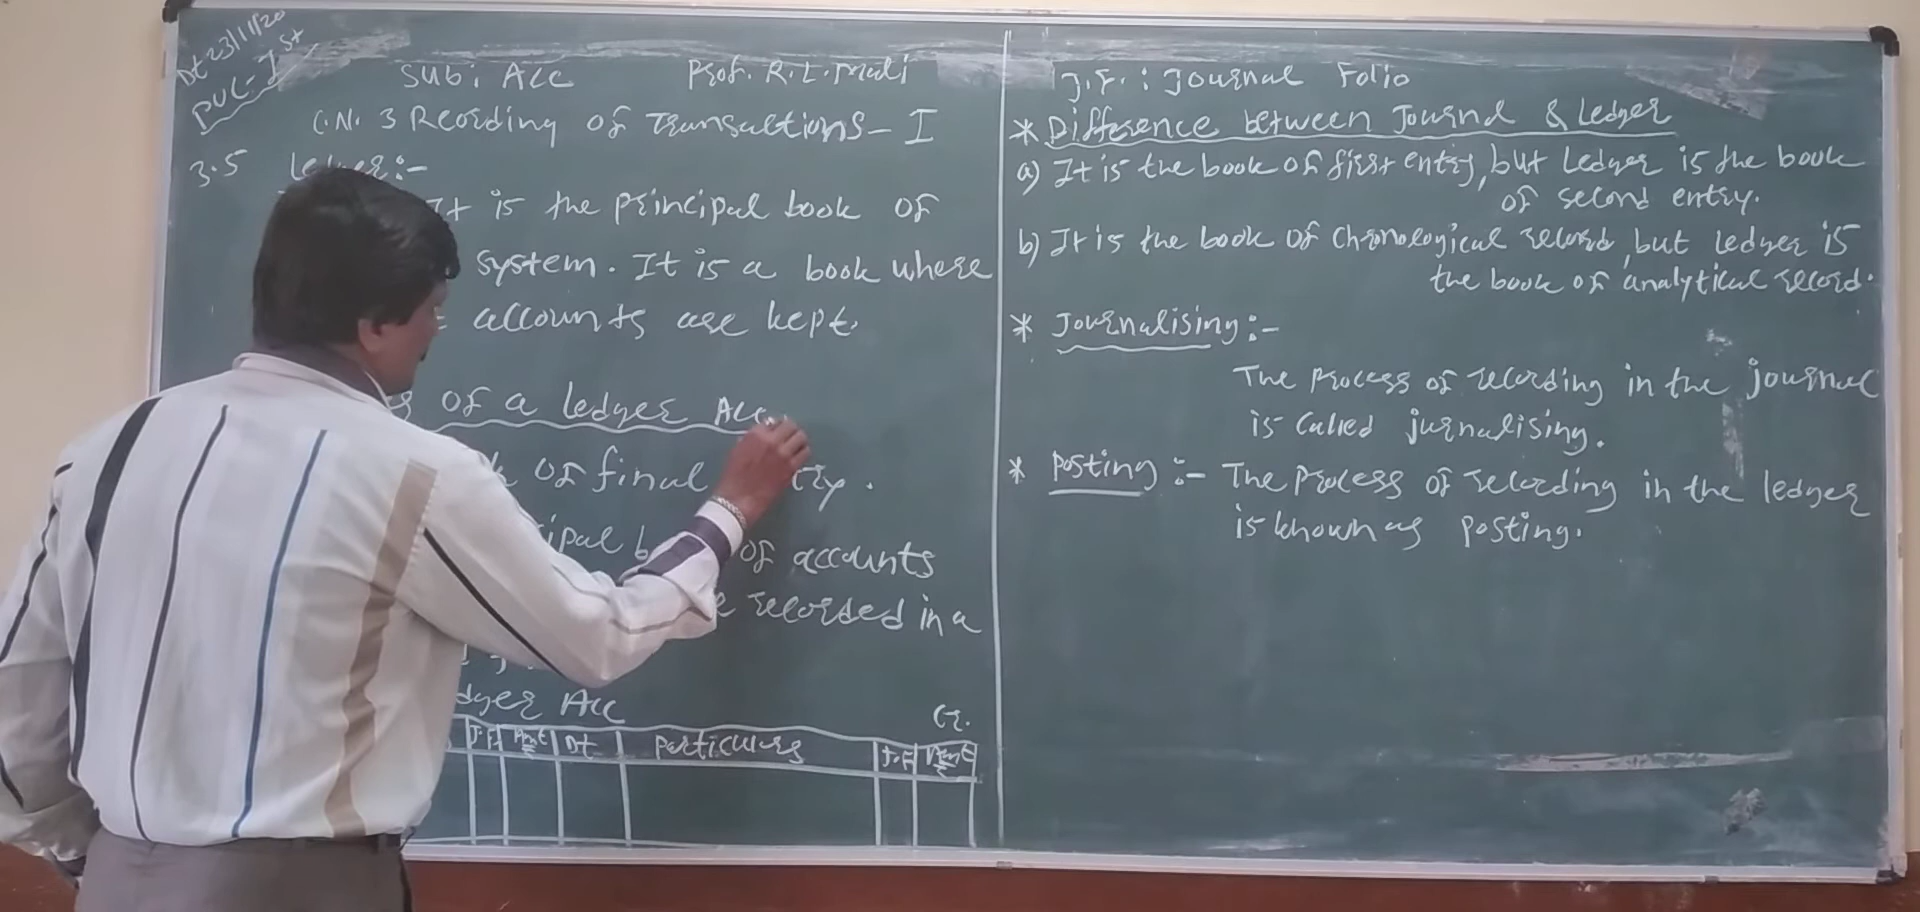 Dt 23/11/20
PUC-I st
Sub: Acc Prof. R.L. Mali
C.N. 3 Recording of Transactions - I
3.5 Ledger:-
It is the principal book of
system. It is a book where
accounts are kept.
of a ledger Acc
of final
of accounts
recorded in a
Acc Cr.
J.F Amt Dt Particulars J.F Amt
J.F. : Journal Folio
* Difference between Journal & Ledger
a) It is the book of first entry, but Ledger is the book
of second entry.
b) It is the book of chronological record, but Ledger is
the book of analytical record.
* Journalising :-
The process of recording in the journal
is called jurnalising.
* Posting :- The process of recording in the ledger
is known as posting.